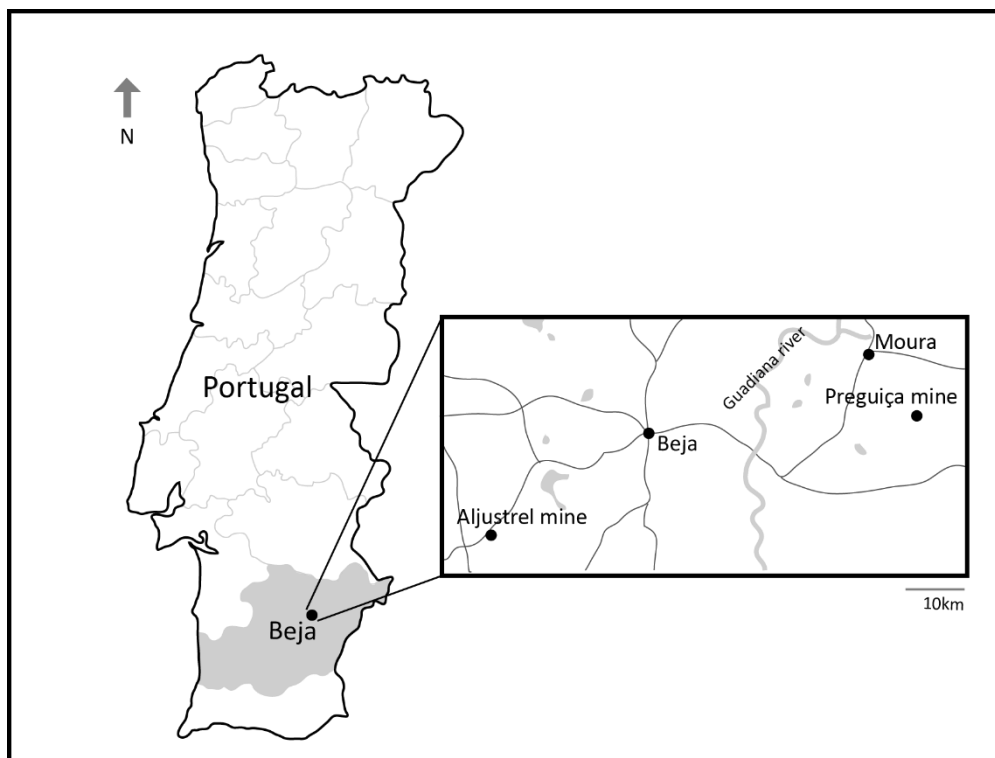 N
Portugal
Beja
Guadiana river
Moura
Preguiça mine
Beja
Aljustrel mine
10km